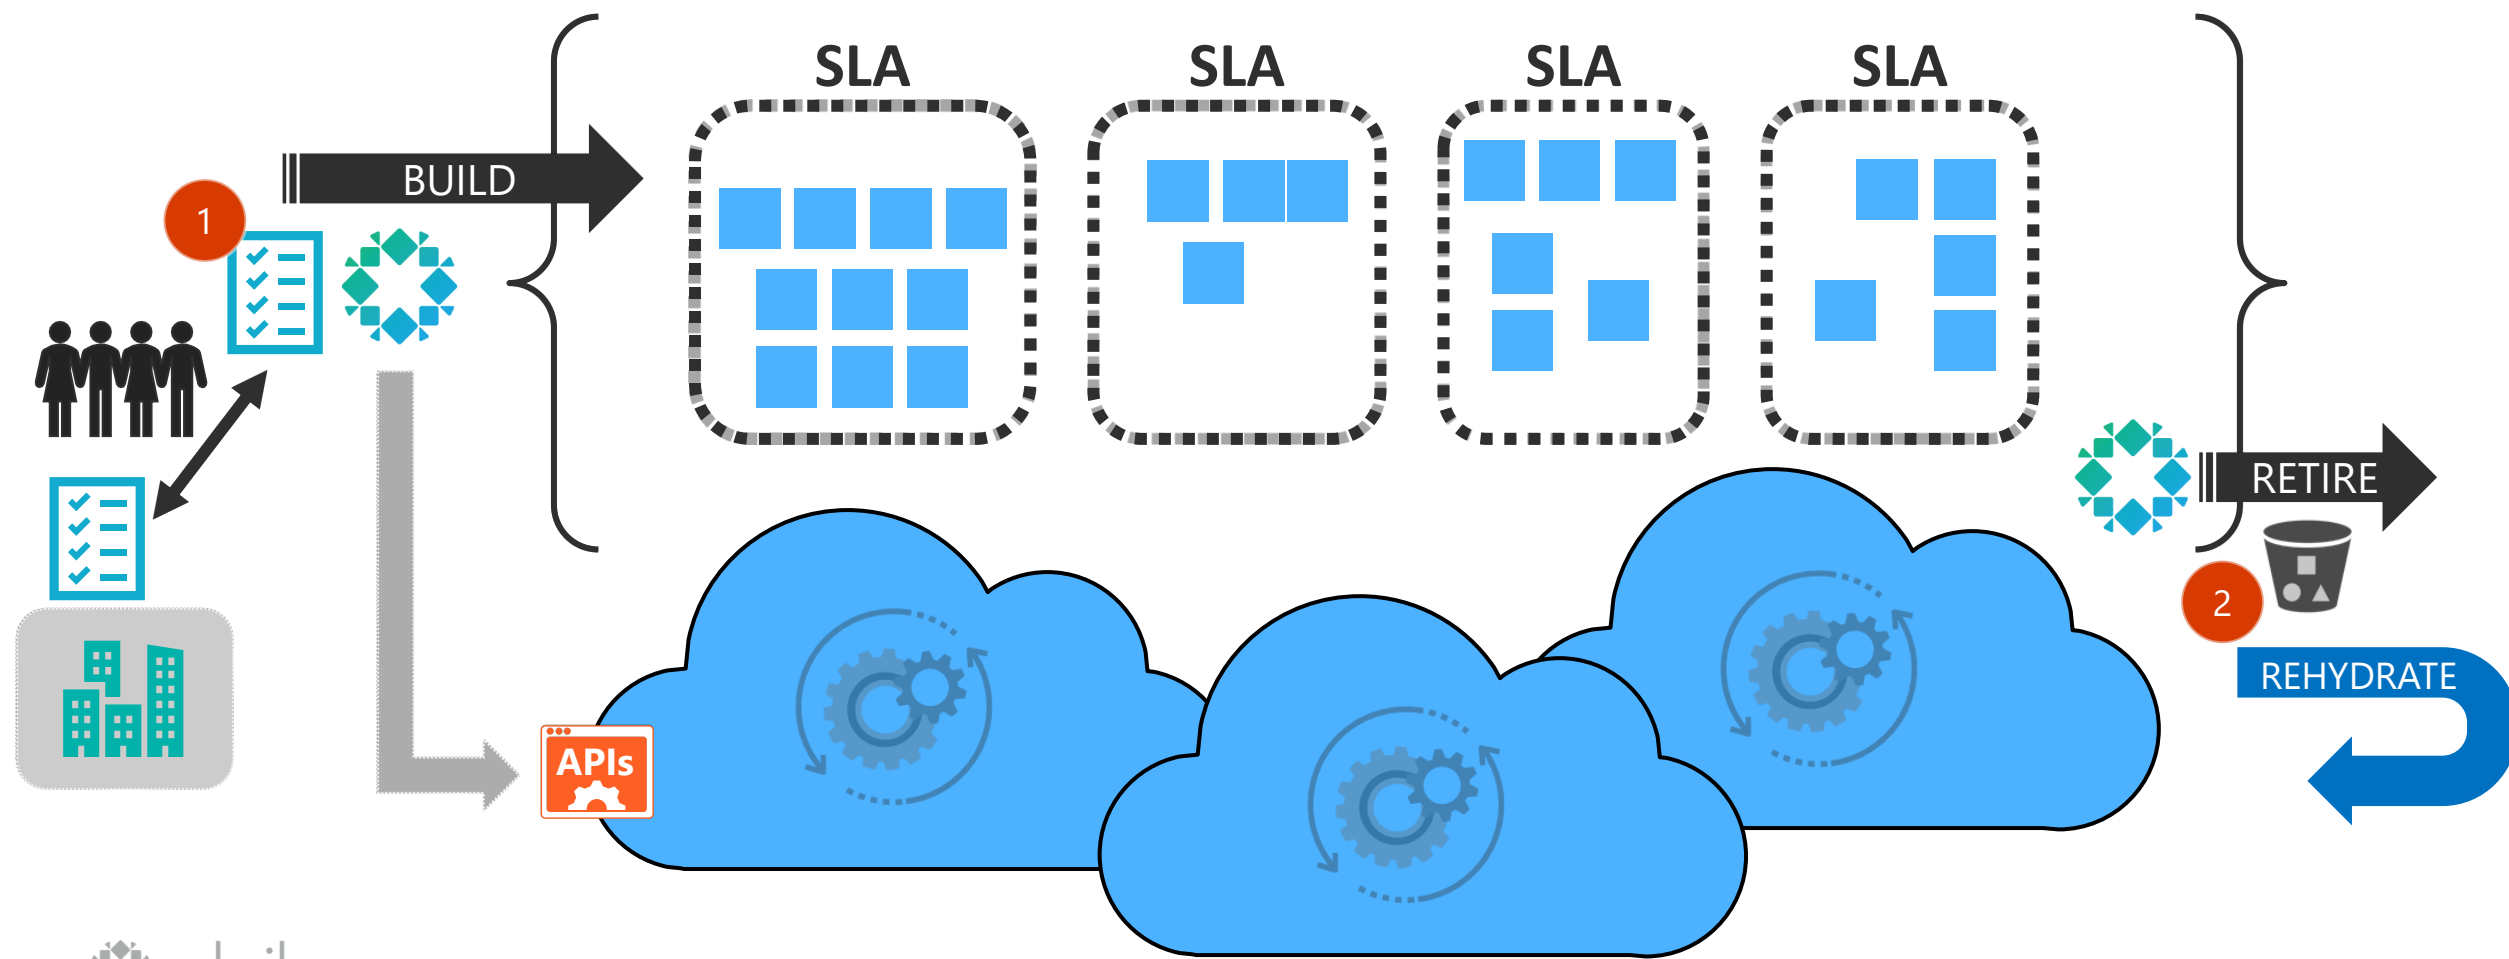 SLA SLA SLA SLA
BUILD
1
RETIRE
2
REHYDRATE
APIs